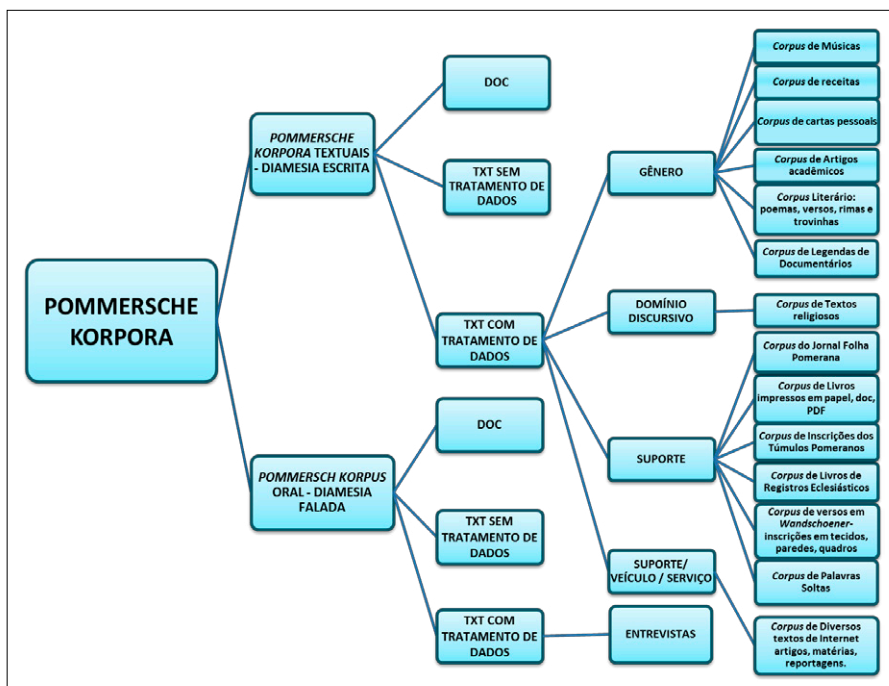 POMMERSCHE
KORPORA
POMMERSCHE
KORPORA TEXTUAIS
- DIAMESIA ESCRITA
DOC
TXT SEM
TRATAMENTO DE
DADOS
TXT COM
TRATAMENTO DE
DADOS
GÊNERO
Corpus de Músicas
Corpus de receitas
Corpus de cartas pessoais
Corpus de Artigos
acadêmicos
Corpus Literário:
poemas, versos, rimas e
trovinhas
Corpus de Legendas de
Documentários
DOMÍNIO
DISCURSIVO
Corpus de Textos
religiosos
SUPORTE
Corpus do Jornal Folha
Pomerana
Corpus de Livros
impressos em papel, doc,
PDF
Corpus de Inscrições dos
Túmulos Pomeranos
Corpus de Livros de
Registros Eclesiásticos
Corpus de versos em
Wandschoener-
inscrições em tecidos,
paredes, quadros
Corpus de Palavras
Soltas
SUPORTE/
VEÍCULO / SERVIÇO
Corpus de Diversos
textos de Internet
artigos, matérias,
reportagens.
POMMERSCH KORPUS
ORAL - DIAMESIA
FALADA
DOC
TXT SEM
TRATAMENTO DE
DADOS
TXT COM
TRATAMENTO DE
DADOS
ENTREVISTAS